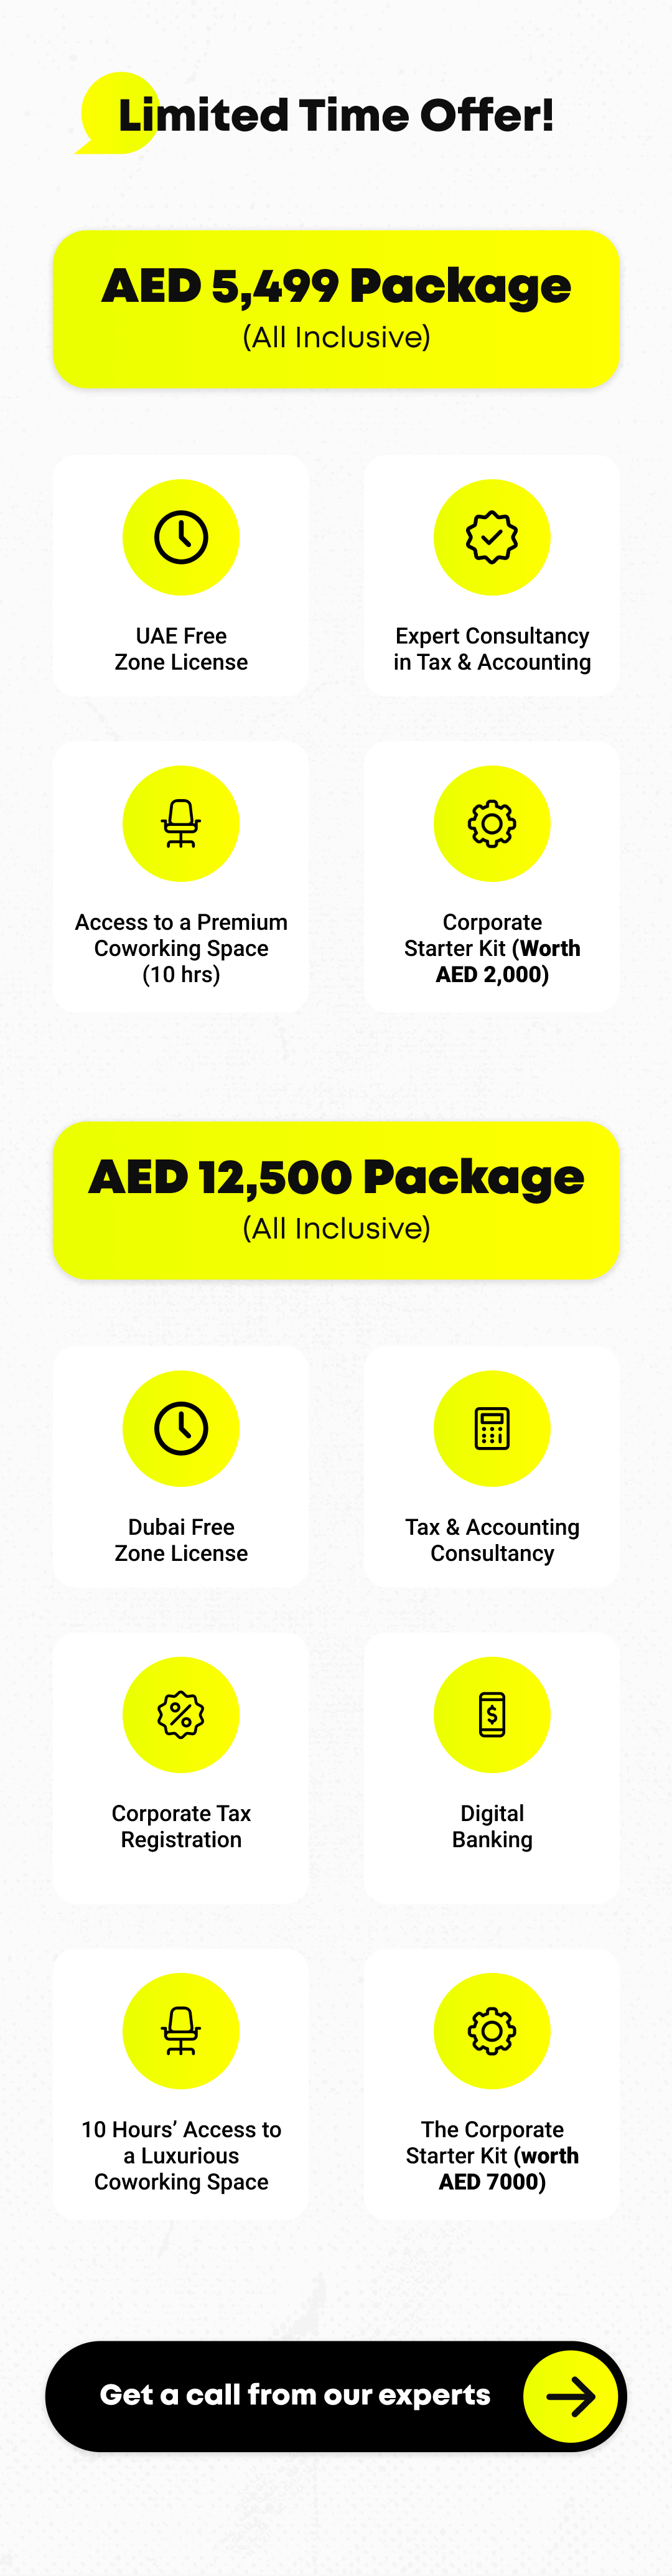 Limited Time Offer!
AED 5,499 Package
(All Inclusive)
UAE Free
Zone License
Expert Consultancy
in Tax & Accounting
Access to a Premium
Coworking Space
(10 hrs)
Corporate
Starter Kit (Worth
AED 2,000)
AED 12,500 Package
(All Inclusive)
Dubai Free
Zone License
Tax & Accounting
Consultancy
Corporate Tax
Registration
Digital
Banking
10 Hours’ Access to
a Luxurious
Coworking Space
The Corporate
Starter Kit (worth
AED 7000)
Get a call from our experts